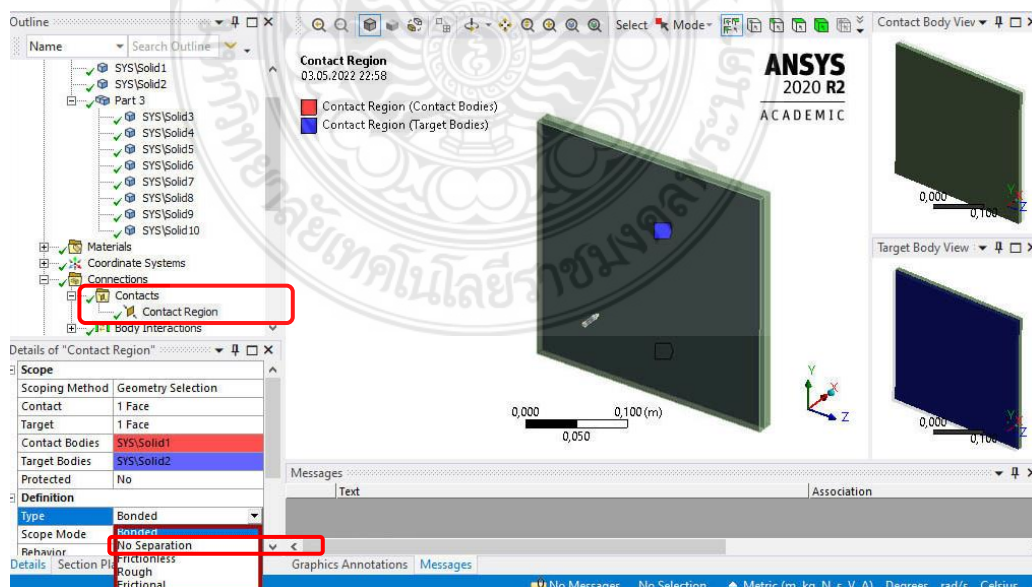 Outline
Name
Search Outline
SYS\Solid1
SYS\Solid2
Part 3
SYS\Solid3
SYS\Solid4
SYS\Solid5
SYS\Solid6
SYS\Solid7
SYS\Solid8
SYS\Solid9
SYS\Solid10
Materials
Coordinate Systems
Connections
Contacts
Contact Region
Body Interactions
Details of "Contact Region"
Scope
Scoping Method Geometry Selection
Contact 1 Face
Target 1 Face
Contact Bodies SYS\Solid1
Target Bodies SYS\Solid2
Protected No
Definition
Type Bonded
Scope Mode Bonded
Behavior No Separation
Frictionless
Rough
Frictional
Details Section Pla
Select Mode
Contact Region
03.05.2022 22:58
Contact Region (Contact Bodies)
Contact Region (Target Bodies)
ANSYS
2020 R2
ACADEMIC
0,000 0,100 (m)
0,050
Y
X
Z
Messages
Text Association
Graphics Annotations Messages
No Messages No Selection Metric (m, kg, N, s, V, A) Degrees rad/s Celsius
Contact Body View
0,000
0,100
Y
Z
Target Body View
0,000
0,100
Y
Z